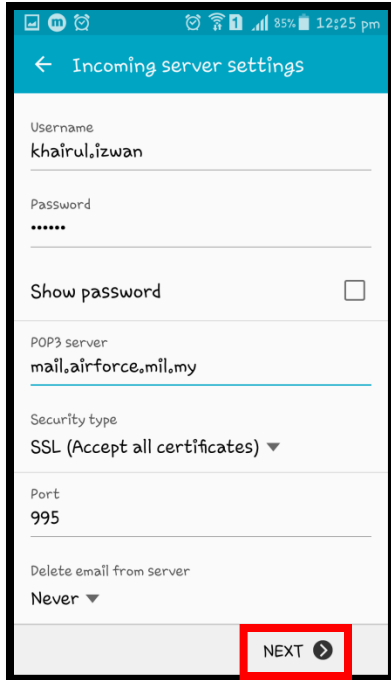 85% 12:25 pm
Incoming server settings
Username
khairul.izwan
Password
••••••
Show password
POP3 server
mail.airforce.mil.my
Security type
SSL (Accept all certificates)
Port
995
Delete email from server
Never
NEXT